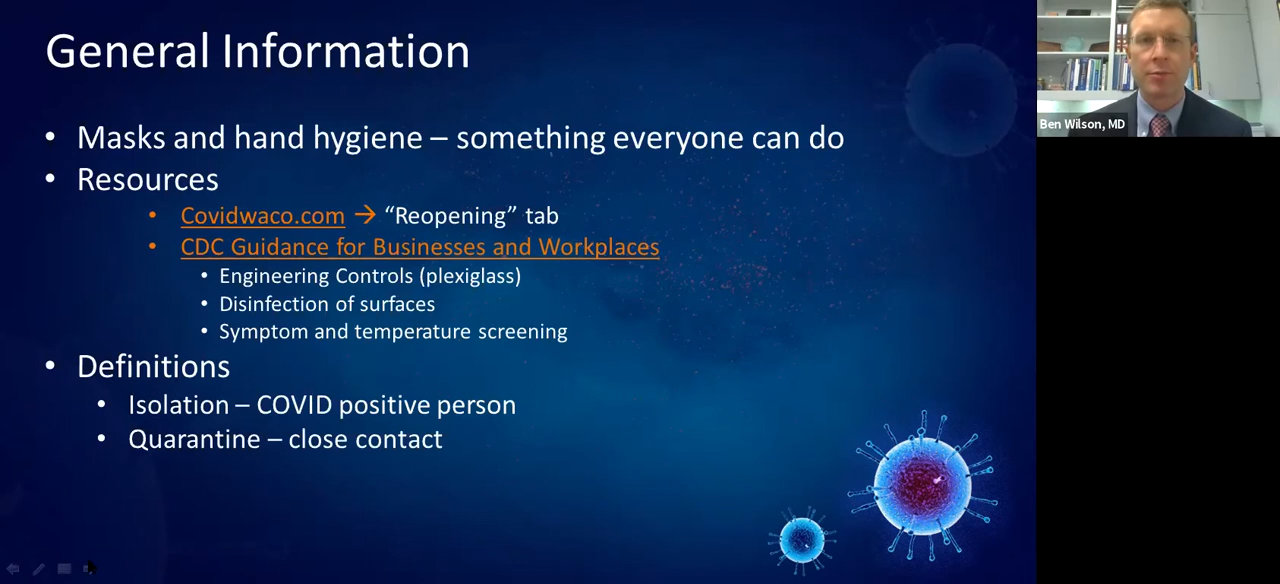 General Information
• Masks and hand hygiene – something everyone can do
• Resources
• Covidwaco.com → “Reopening” tab
• CDC Guidance for Businesses and Workplaces
• Engineering Controls (plexiglass)
• Disinfection of surfaces
• Symptom and temperature screening
• Definitions
• Isolation – COVID positive person
• Quarantine – close contact
Ben Wilson, MD